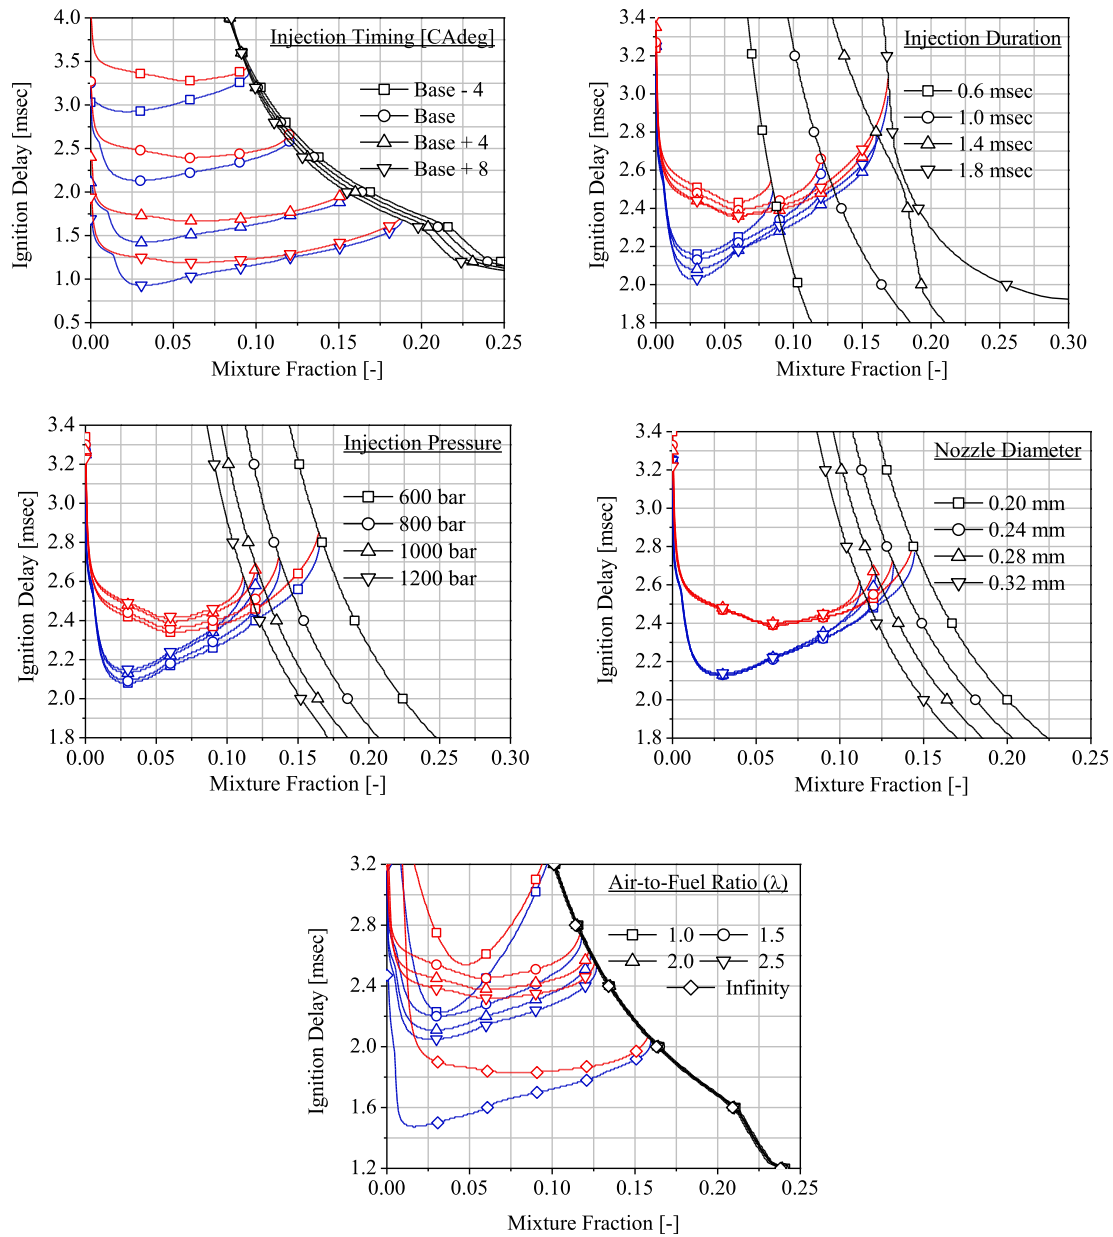 Injection Timing [CAdeg]
Base - 4
Base
Base + 4
Base + 8
4.0
3.5
3.0
2.5
2.0
1.5
1.0
0.5
Ignition Delay [msec]
0.00 0.05 0.10 0.15 0.20 0.25
Mixture Fraction [-]
Injection Duration
0.6 msec
1.0 msec
1.4 msec
1.8 msec
3.4
3.2
3.0
2.8
2.6
2.4
2.2
2.0
1.8
Ignition Delay [msec]
0.00 0.05 0.10 0.15 0.20 0.25 0.30
Mixture Fraction [-]
Injection Pressure
600 bar
800 bar
1000 bar
1200 bar
3.4
3.2
3.0
2.8
2.6
2.4
2.2
2.0
1.8
Ignition Delay [msec]
0.00 0.05 0.10 0.15 0.20 0.25 0.30
Mixture Fraction [-]
Nozzle Diameter
0.20 mm
0.24 mm
0.28 mm
0.32 mm
3.4
3.2
3.0
2.8
2.6
2.4
2.2
2.0
1.8
Ignition Delay [msec]
0.00 0.05 0.10 0.15 0.20 0.25
Mixture Fraction [-]
Air-to-Fuel Ratio (λ)
1.0 1.5
2.0 2.5
Infinity
3.2
2.8
2.4
2.0
1.6
1.2
Ignition Delay [msec]
0.00 0.05 0.10 0.15 0.20 0.25
Mixture Fraction [-]